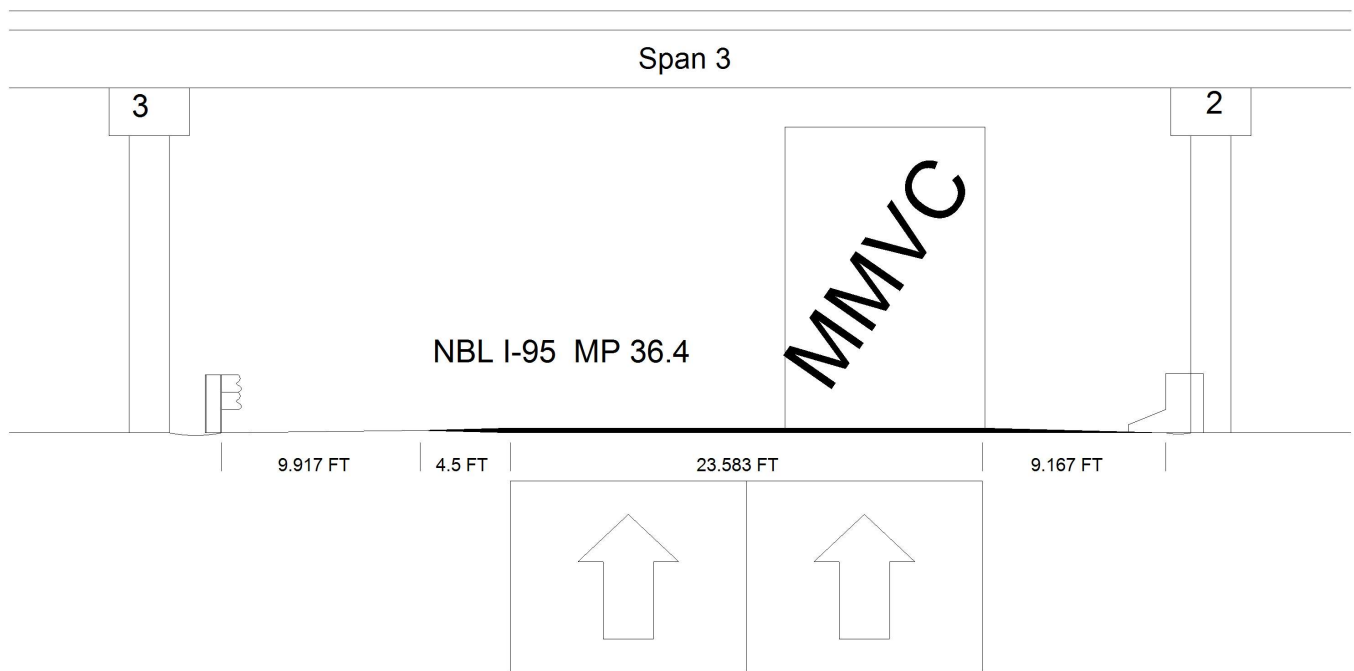 Span 3
3
2
MMVC
NBL I-95 MP 36.4
9.917 FT
4.5 FT
23.583 FT
9.167 FT